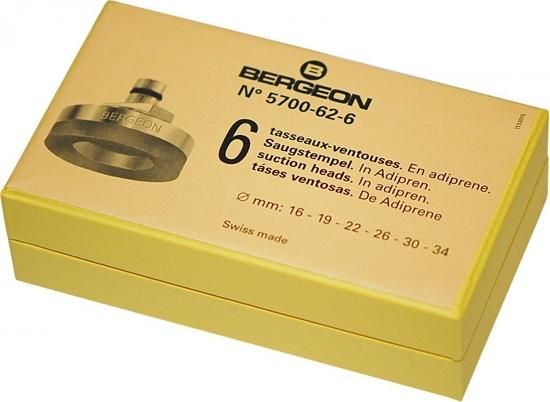 B
BERGEON
N° 5700-62-6
BERGEON
6
tasseaux-ventouses. En adiprene.
Saugstempel. In Adipren.
suction heads. In adipren.
táses ventosas. De Adiprene
Ø mm: 16 - 19 - 22 - 26 - 30 - 34
Swiss made